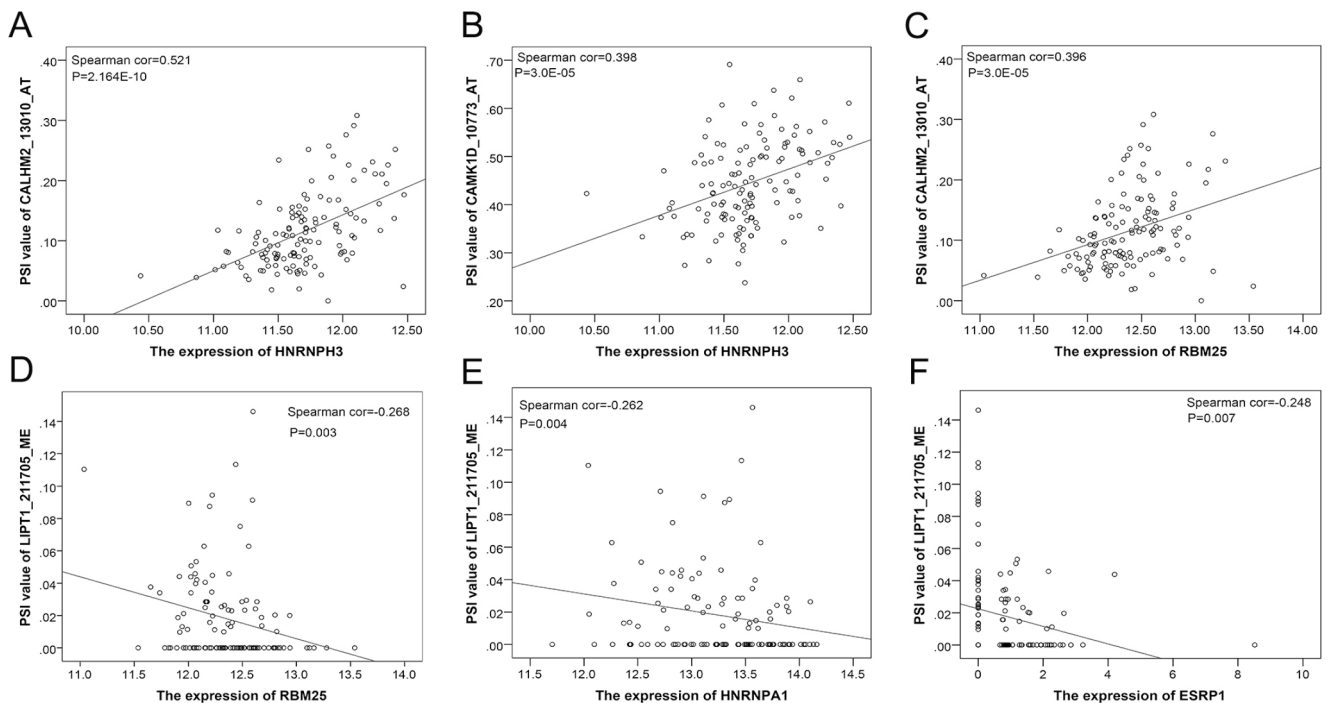 A
Spearman cor=0.521
P=2.164E-10
PSI value of CALHM2_13010_AT
.40
.30
.20
.10
.00
10.00 10.50 11.00 11.50 12.00 12.50
The expression of HNRNPH3
B
Spearman cor=0.398
P=3.0E-05
PSI value of CAMK1D_10773_AT
.70
.60
.50
.40
.30
.20
10.00 11.00 11.50 12.00 12.50
The expression of HNRNPH3
C
Spearman cor=0.396
P=3.0E-05
PSI value of CALHM2_13010_AT
.40
.30
.20
.10
.00
11.00 11.50 12.00 12.50 13.00 13.50 14.00
The expression of RBM25
D
Spearman cor=-0.268
P=0.003
PSI value of LIPT1_211705_ME
.14
.12
.10
.08
.06
.04
.02
.00
11.0 11.5 12.0 12.5 13.0 13.5 14.0
The expression of RBM25
E
Spearman cor=-0.262
P=0.004
PSI value of LIPT1_211705_ME
.14
.12
.10
.08
.06
.04
.02
.00
11.5 12.0 12.5 13.0 13.5 14.0 14.5
The expression of HNRNPA1
F
Spearman cor=-0.248
P=0.007
PSI value of LIPT1_211705_ME
.14
.12
.10
.08
.06
.04
.02
.00
0 2 4 6 8 10
The expression of ESRP1